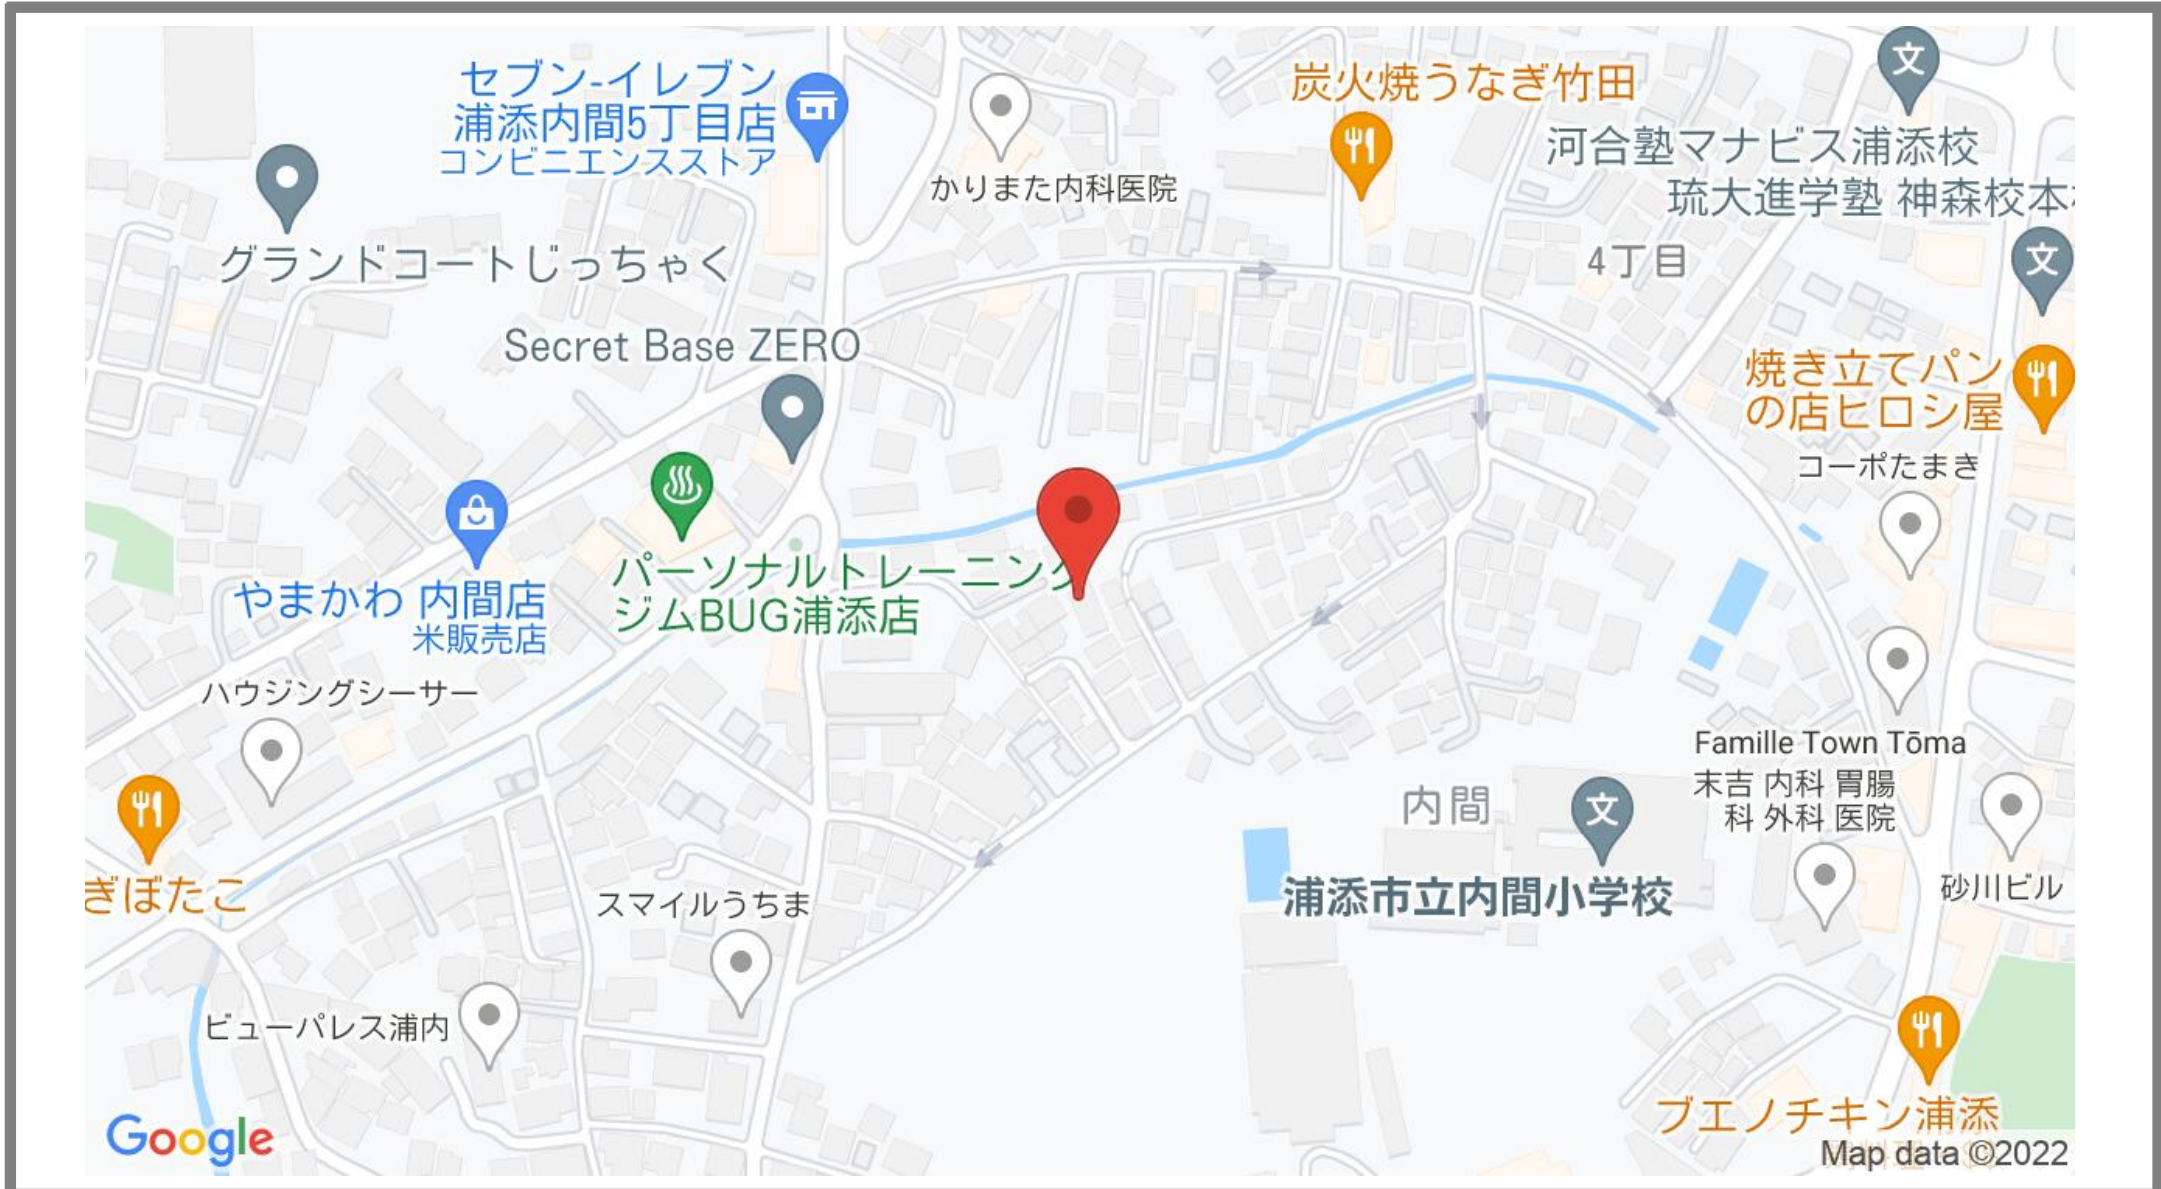 セブン-イレブン
浦添内間5丁目店
コンビニエンスストア
かりまた内科医院
炭火焼うなぎ竹田
文
河合塾マナビス浦添校
琉大進学塾 神森校本
グランドコートじっちゃく
4丁目
文
Secret Base ZERO
焼き立てパン
の店ヒロシ屋
コーポたまき
パーソナルトレーニング
ジムBUG浦添店
やまかわ 内間店
米販売店
ハウジングシーサー
Famille Town Tōma
末吉 内科 胃腸
科 外科 医院
内間
文
浦添市立内間小学校
砂川ビル
ぎぼたこ
スマイルうちま
ビューパレス浦内
ブエノチキン浦添
Google
Map data ©2022